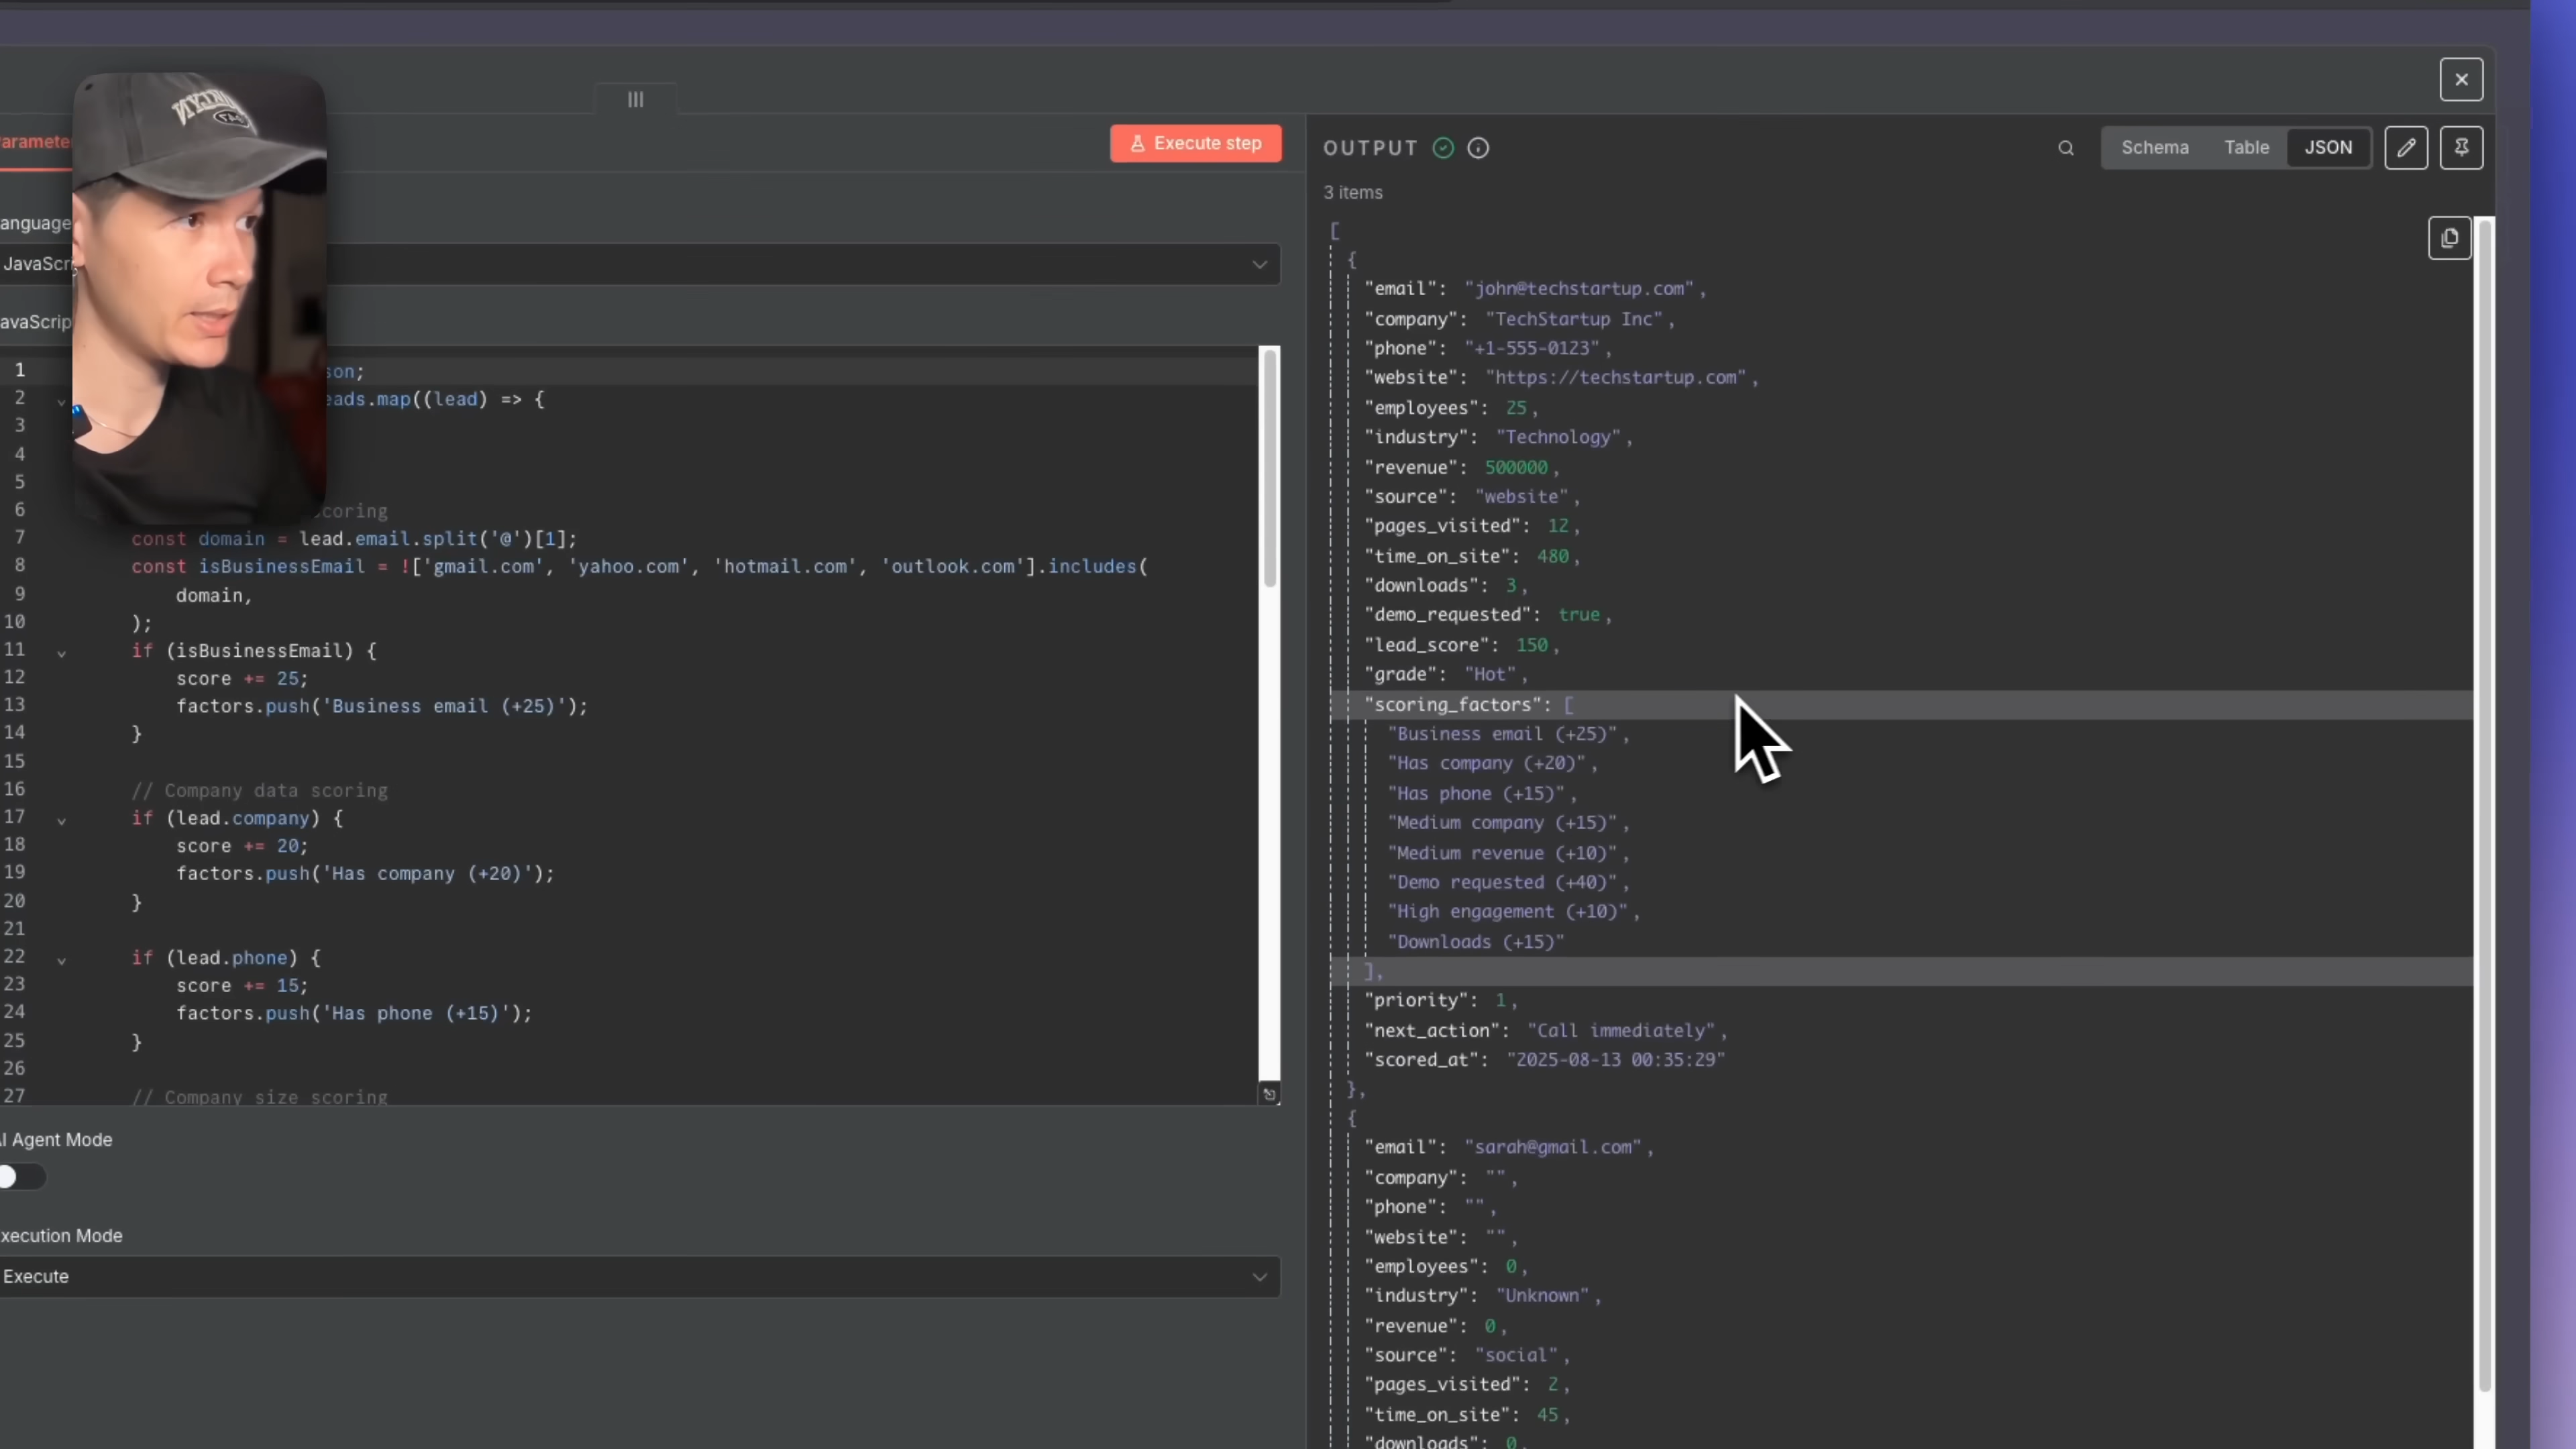 Execute step
JavaScr
1 son;
2 eads.map((lead) => {
3
4
5
6 coring
7 const domain = lead.email.split('@')[1];
8 const isBusinessEmail = !['gmail.com', 'yahoo.com', 'hotmail.com', 'outlook.com'].includes(
9 domain,
10 );
11 if (isBusinessEmail) {
12 score += 25;
13 factors.push('Business email (+25)');
14 }
15
16 // Company data scoring
17 if (lead.company) {
18 score += 20;
19 factors.push('Has company (+20)');
20 }
21
22 if (lead.phone) {
23 score += 15;
24 factors.push('Has phone (+15)');
25 }
26
27 // Company size scoring
AI Agent Mode
xecution Mode
Execute
OUTPUT
Schema Table JSON
3 items
[
{
"email": "john@techstartup.com",
"company": "TechStartup Inc",
"phone": "+1-555-0123",
"website": "https://techstartup.com",
"employees": 25,
"industry": "Technology",
"revenue": 500000,
"source": "website",
"pages_visited": 12,
"time_on_site": 480,
"downloads": 3,
"demo_requested": true,
"lead_score": 150,
"grade": "Hot",
"scoring_factors": [
"Business email (+25)",
"Has company (+20)",
"Has phone (+15)",
"Medium company (+15)",
"Medium revenue (+10)",
"Demo requested (+40)",
"High engagement (+10)",
"Downloads (+15)"
],
"priority": 1,
"next_action": "Call immediately",
"scored_at": "2025-08-13 00:35:29"
},
{
"email": "sarah@gmail.com",
"company": "",
"phone": "",
"website": "",
"employees": 0,
"industry": "Unknown",
"revenue": 0,
"source": "social",
"pages_visited": 2,
"time_on_site": 45,
"downloads": 0,